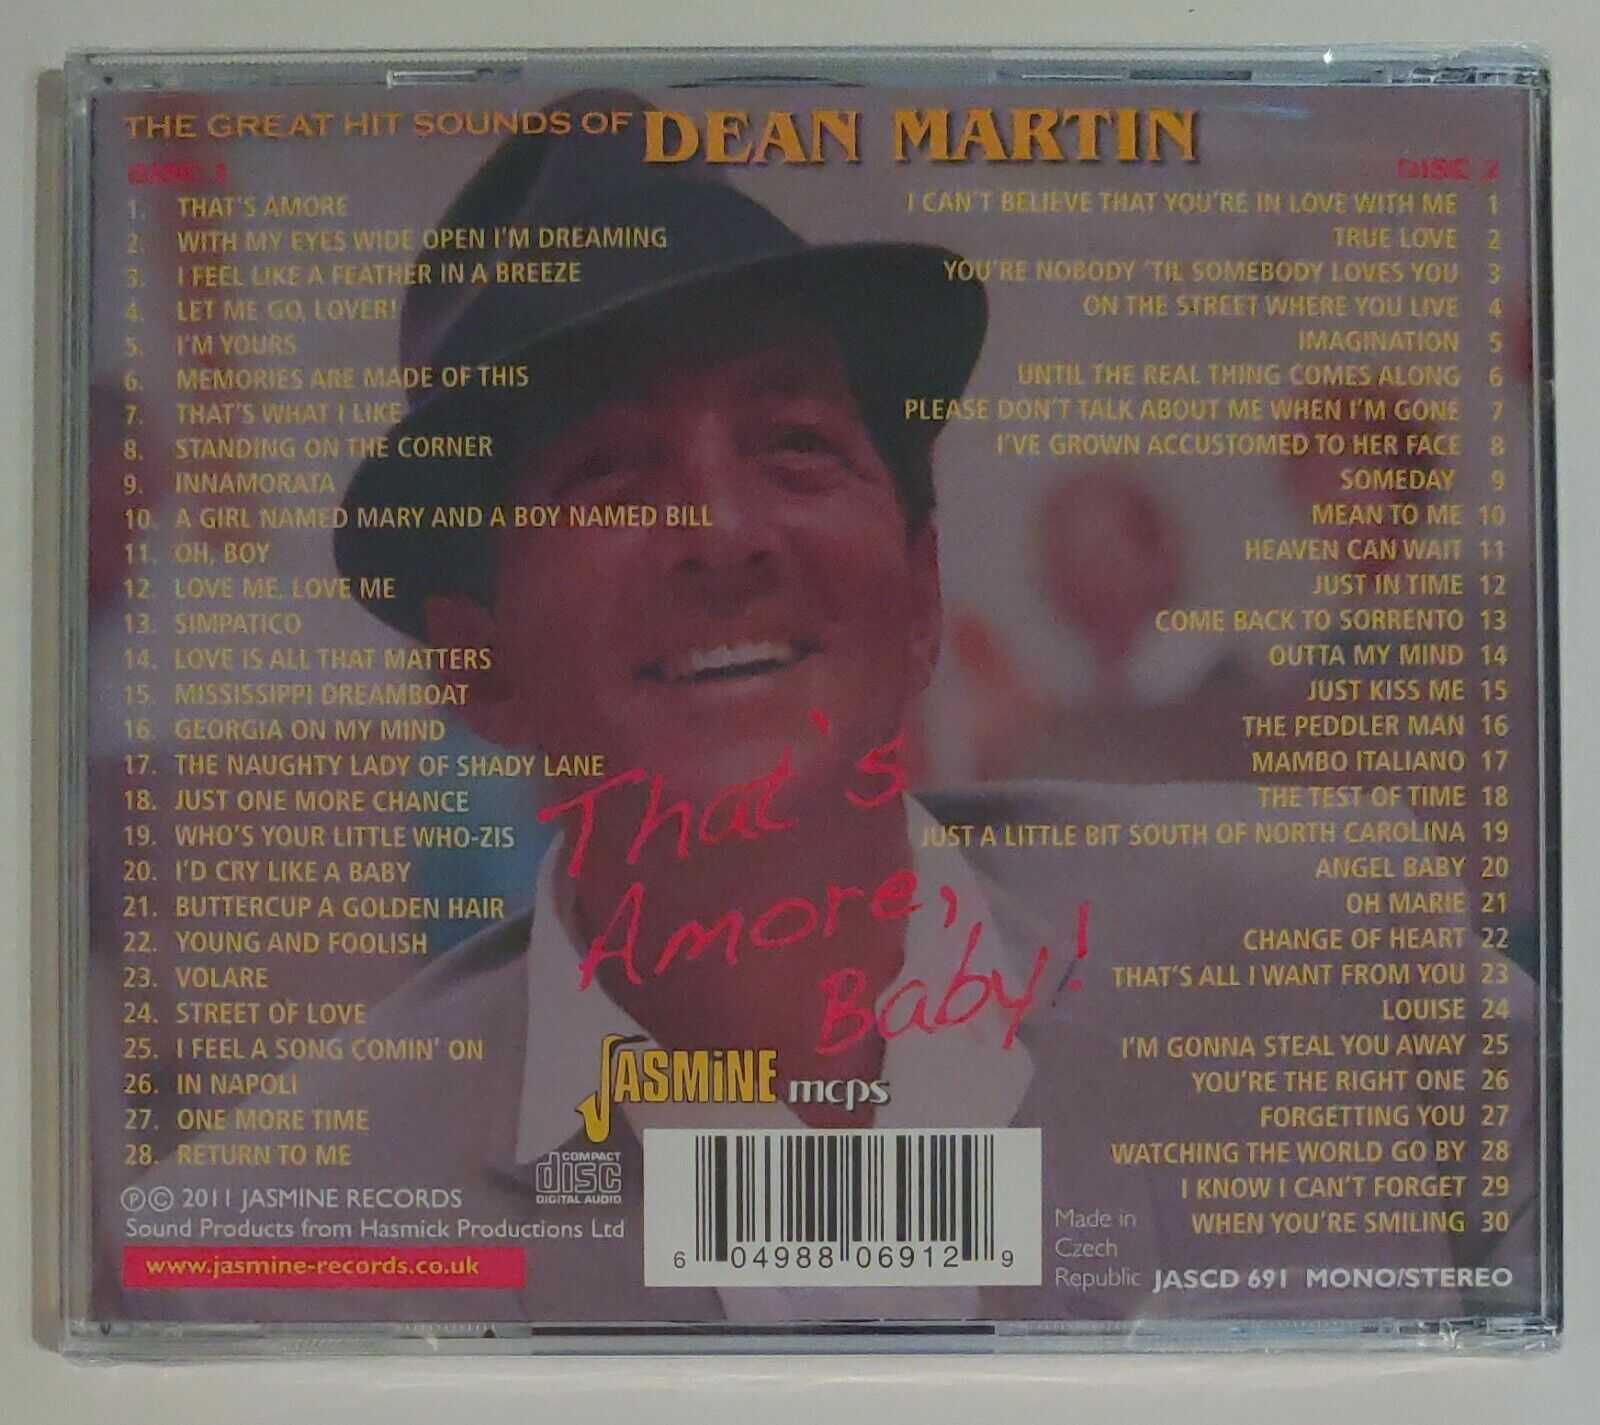 THE GREAT HIT SOUNDS OF DEAN MARTIN
DISC 1
1. THAT'S AMORE
2. WITH MY EYES WIDE OPEN I'M DREAMING
3. I FEEL LIKE A FEATHER IN A BREEZE
4. LET ME GO, LOVER!
5. I'M YOURS
6. MEMORIES ARE MADE OF THIS
7. THAT'S WHAT I LIKE
8. STANDING ON THE CORNER
9. INNAMORATA
10. A GIRL NAMED MARY AND A BOY NAMED BILL
11. OH, BOY
12. LOVE ME, LOVE ME
13. SIMPATICO
14. LOVE IS ALL THAT MATTERS
15. MISSISSIPPI DREAMBOAT
16. GEORGIA ON MY MIND
17. THE NAUGHTY LADY OF SHADY LANE
18. JUST ONE MORE CHANCE
19. WHO'S YOUR LITTLE WHO-ZIS
20. I'D CRY LIKE A BABY
21. BUTTERCUP A GOLDEN HAIR
22. YOUNG AND FOOLISH
23. VOLARE
24. STREET OF LOVE
25. I FEEL A SONG COMIN' ON
26. IN NAPOLI
27. ONE MORE TIME
28. RETURN TO ME
DISC 2
I CAN'T BELIEVE THAT YOU'RE IN LOVE WITH ME 1
TRUE LOVE 2
YOU'RE NOBODY 'TIL SOMEBODY LOVES YOU 3
ON THE STREET WHERE YOU LIVE 4
IMAGINATION 5
UNTIL THE REAL THING COMES ALONG 6
PLEASE DON'T TALK ABOUT ME WHEN I'M GONE 7
I'VE GROWN ACCUSTOMED TO HER FACE 8
SOMEDAY 9
MEAN TO ME 10
HEAVEN CAN WAIT 11
JUST IN TIME 12
COME BACK TO SORRENTO 13
OUTTA MY MIND 14
JUST KISS ME 15
THE PEDDLER MAN 16
MAMBO ITALIANO 17
THE TEST OF TIME 18
JUST A LITTLE BIT SOUTH OF NORTH CAROLINA 19
ANGEL BABY 20
OH MARIE 21
CHANGE OF HEART 22
THAT'S ALL I WANT FROM YOU 23
LOUISE 24
I'M GONNA STEAL YOU AWAY 25
YOU'RE THE RIGHT ONE 26
FORGETTING YOU 27
WATCHING THE WORLD GO BY 28
I KNOW I CAN'T FORGET 29
WHEN YOU'RE SMILING 30
That's
Amore,
Baby!
JASMiNE mcps
COMPACT
disc
DIGITAL AUDIO
Ⓟ© 2011 JASMINE RECORDS
Sound Products from Hasmick Productions Ltd
www.jasmine-records.co.uk
6 04988 06912 9
Made in
Czech
Republic JASCD 691 MONO/STEREO